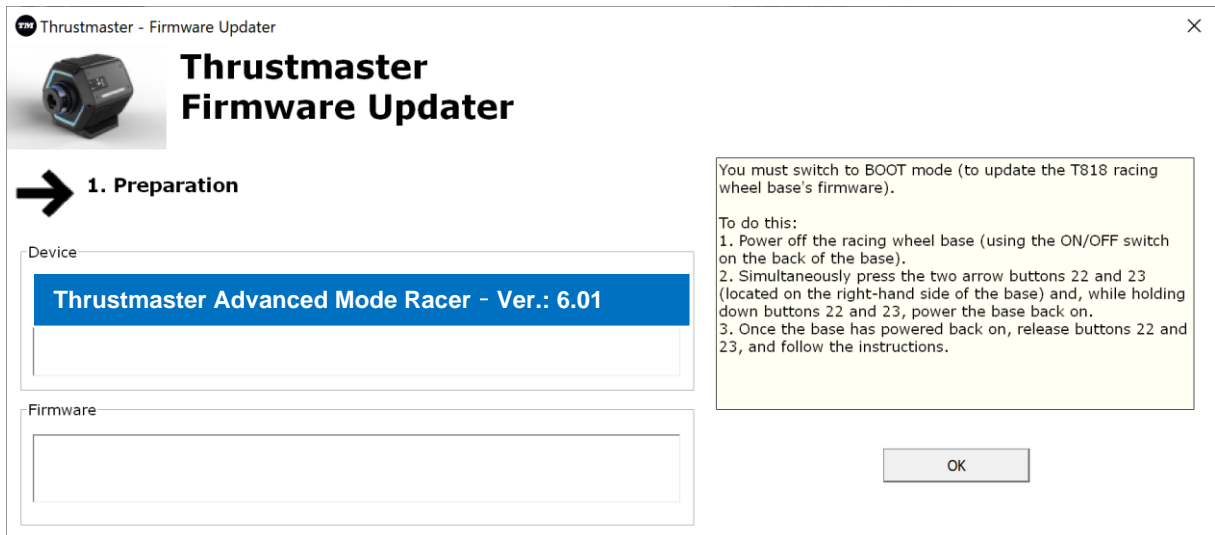 Thrustmaster - Firmware Updater
Thrustmaster
Firmware Updater
1. Preparation
Device
Thrustmaster Advanced Mode Racer - Ver.: 6.01
Firmware
You must switch to BOOT mode (to update the T818 racing
wheel base's firmware).
To do this:
1. Power off the racing wheel base (using the ON/OFF switch
on the back of the base).
2. Simultaneously press the two arrow buttons 22 and 23
(located on the right-hand side of the base) and, while holding
down buttons 22 and 23, power the base back on.
3. Once the base has powered back on, release buttons 22 and
23, and follow the instructions.
OK